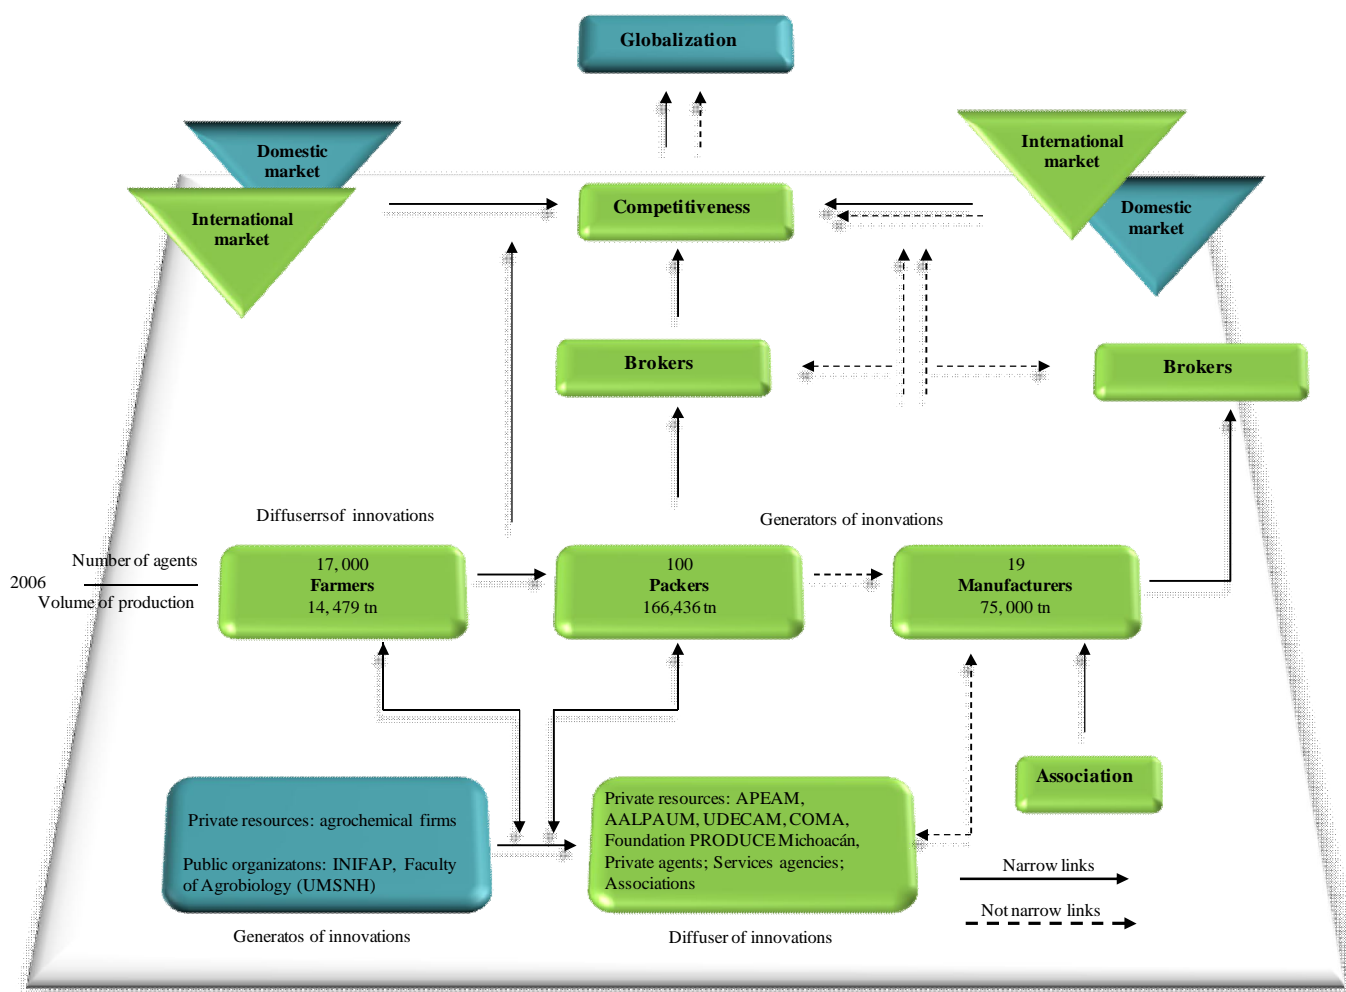 Globalization
Domestic
market
International
market
International
market
Domestic
market
Competitiveness
Brokers
Brokers
Diffuserrsof innovations
Generators of inonvations
Number of agents
2006
Volume of production
17, 000
Farmers
14, 479 tn
100
Packers
166,436 tn
19
Manufacturers
75, 000 tn
Association
Private resources: agrochemical firms
Public organizatons: INIFAP, Faculty
of Agrobiology (UMSNH)
Private resources: APEAM,
AALPAUM, UDECAM, COMA,
Foundation PRODUCE Michoacán,
Private agents; Services agencies;
Associations
Narrow links
Not narrow links
Generatos of innovations
Diffuser of innovations